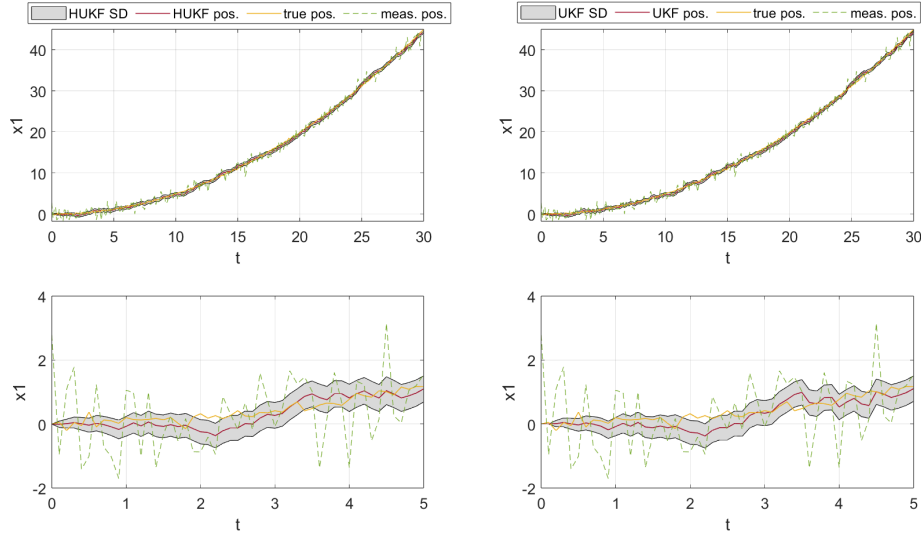 HUKF SD HUKF pos. true pos. meas. pos.
40
30
20
10
0
x1
0 5 10 15 20 25 30
t
UKF SD UKF pos. true pos. meas. pos.
40
30
20
10
0
x1
0 5 10 15 20 25 30
t
4
2
0
-2
x1
0 1 2 3 4 5
t
4
2
0
-2
x1
0 1 2 3 4 5
t